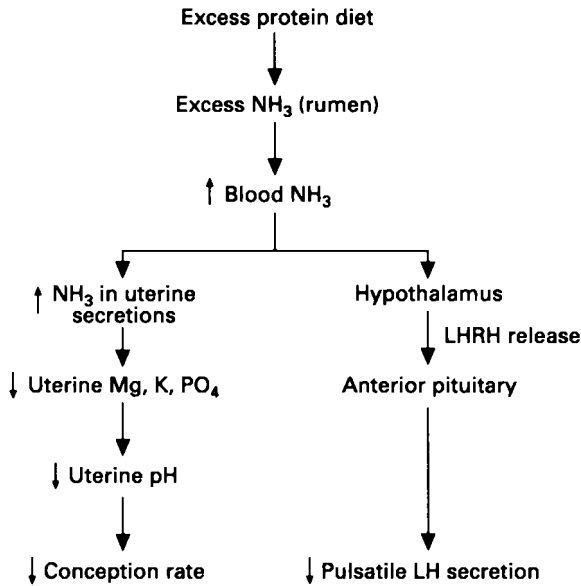 Excess protein diet
Excess NH₃ (rumen)
↑ Blood NH₃
↑ NH₃ in uterine
secretions
Hypothalamus
LHRH release
↓ Uterine Mg, K, PO₄
Anterior pituitary
↓ Uterine pH
↓ Conception rate
↓ Pulsatile LH secretion